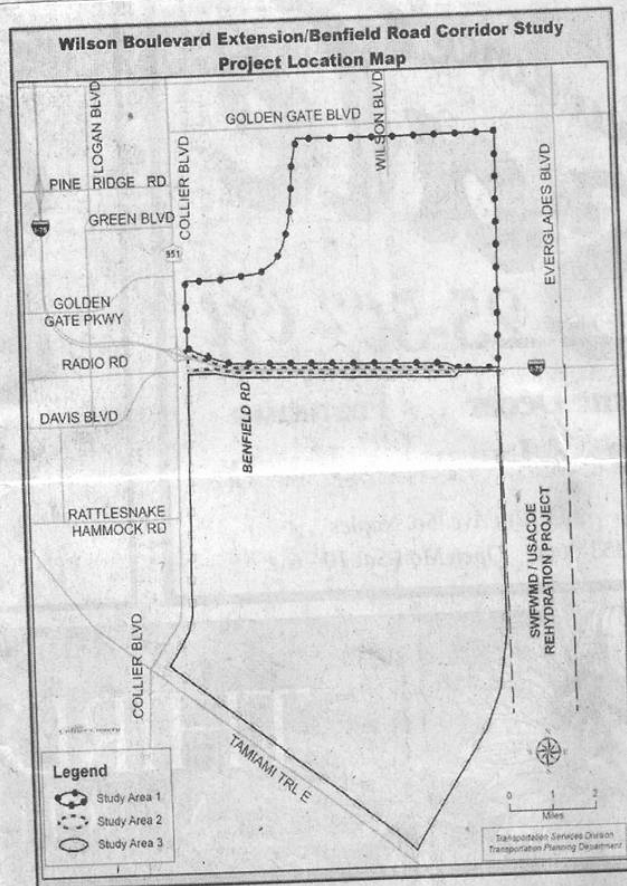 Wilson Boulevard Extension/Benfield Road Corridor Study
Project Location Map
LOGAN BLVD
COLLIER BLVD
GOLDEN GATE BLVD
WILSON BLVD
EVERGLADES BLVD
PINE RIDGE RD
GREEN BLVD
I-75
951
GOLDEN
GATE PKWY
RADIO RD
I-75
DAVIS BLVD
BENFIELD RD
RATTLESNAKE
HAMMOCK RD
SWFWMD / USACOE
REHYDRATION PROJECT
COLLIER BLVD
Collier County
TAMIAMI TRL E
Legend
Study Area 1
Study Area 2
Study Area 3
0 1 2
Miles
Transportation Services Division
Transportation Planning Department